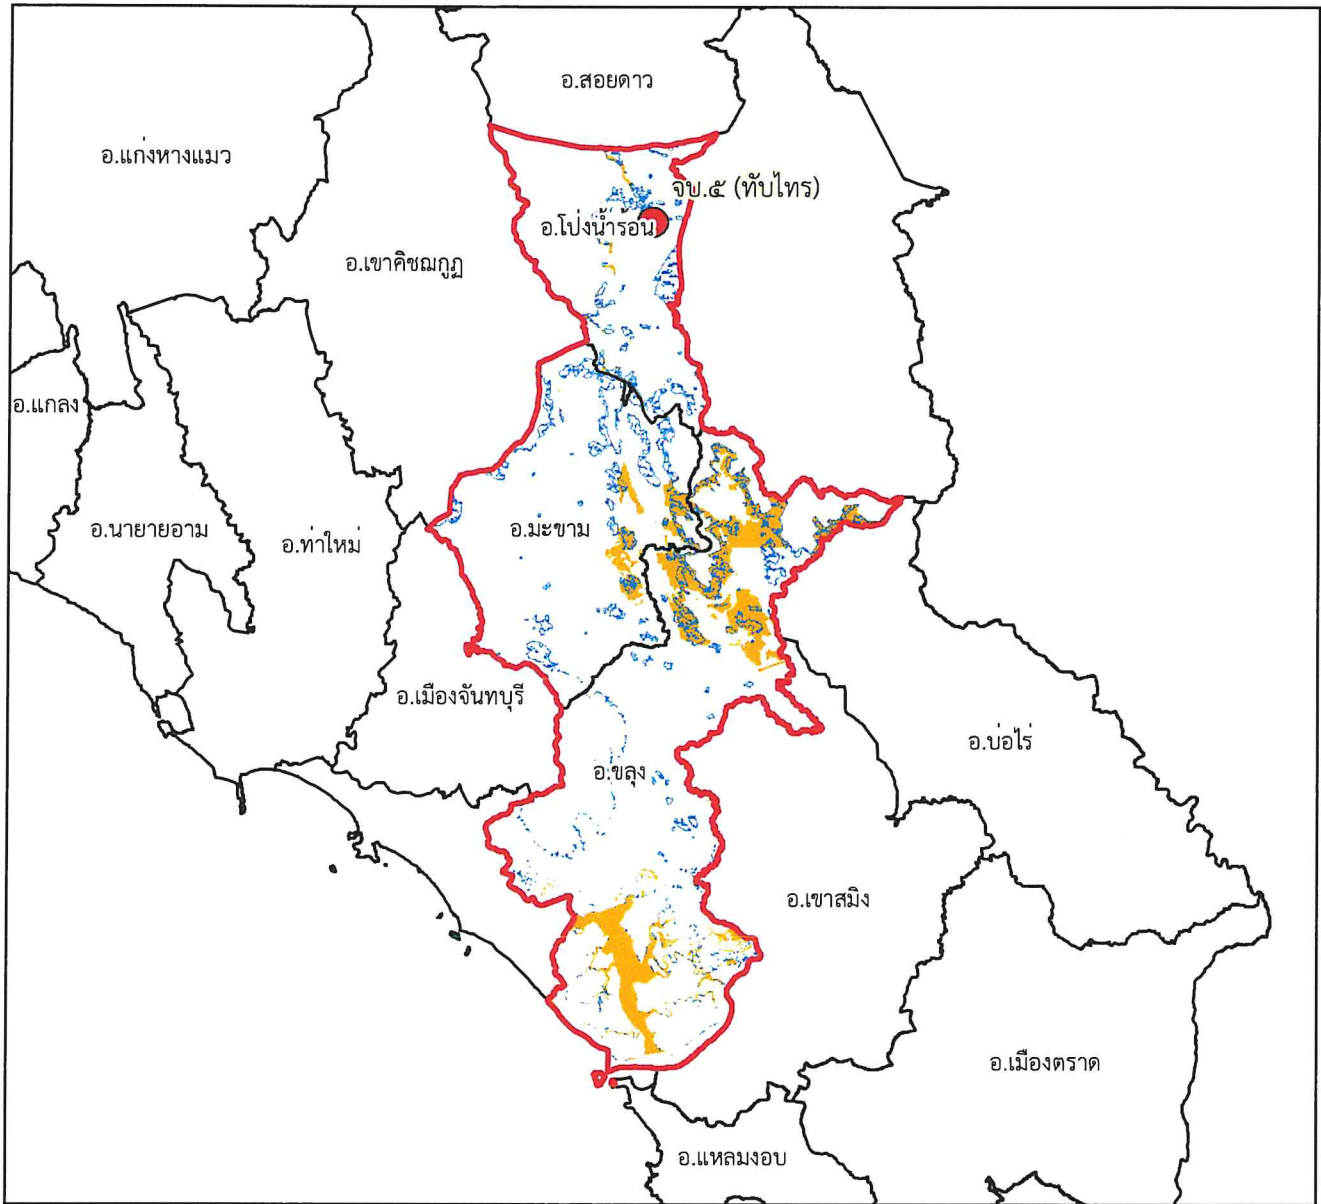 อ.สอยดาว
อ.แก่งหางแมว
จบ.๕ (ทับไทร)
อ.โป่งน้ำร้อน
อ.เขาคิชฌกูฏ
อ.แกลง
อ.นายายอาม
อ.ท่าใหม่
อ.มะขาม
อ.เมืองจันทบุรี
อ.บ่อไร่
อ.ขลุง
อ.เขาสมิง
อ.เมืองตราด
อ.แหลมงอบ